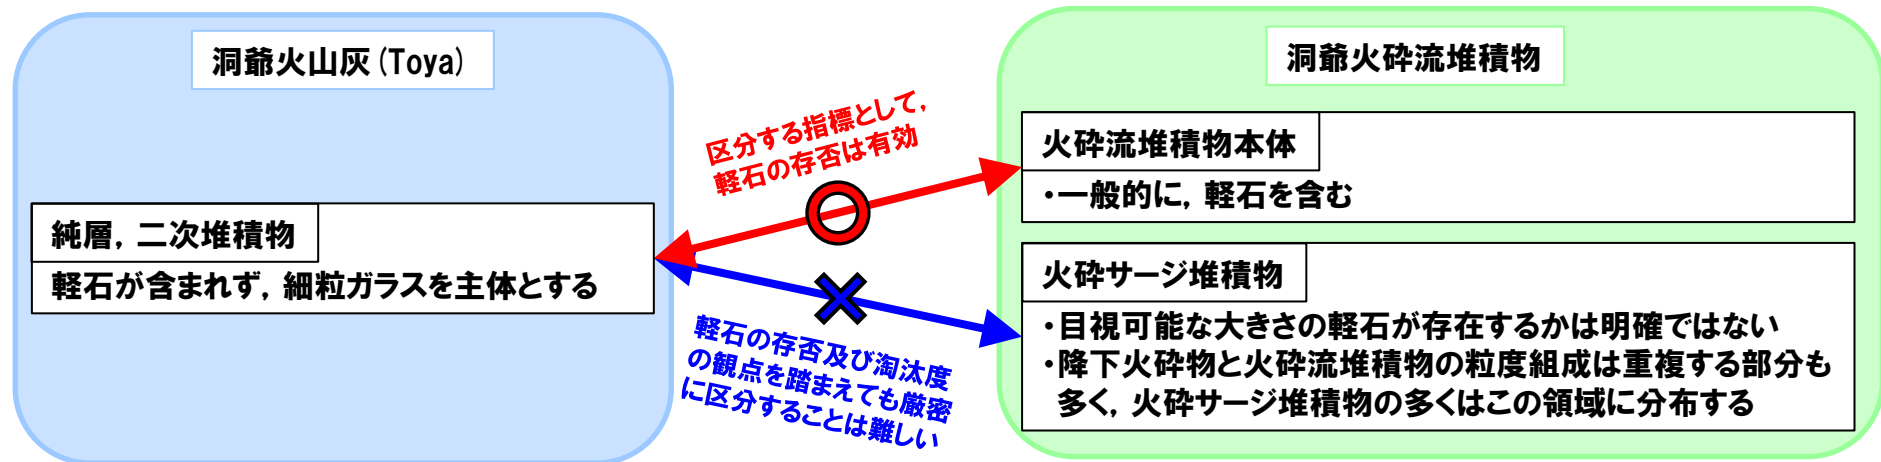 洞爺火山灰(Toya)
純層，二次堆積物
軽石が含まれず，細粒ガラスを主体とする
区分する指標として，
軽石の存否は有効
軽石の存否及び淘汰度
の観点を踏まえても厳密
に区分することは難しい
洞爺火砕流堆積物
火砕流堆積物本体
・一般的に，軽石を含む
火砕サージ堆積物
・目視可能な大きさの軽石が存在するかは明確ではない
・降下火砕物と火砕流堆積物の粒度組成は重複する部分も
多く，火砕サージ堆積物の多くはこの領域に分布する